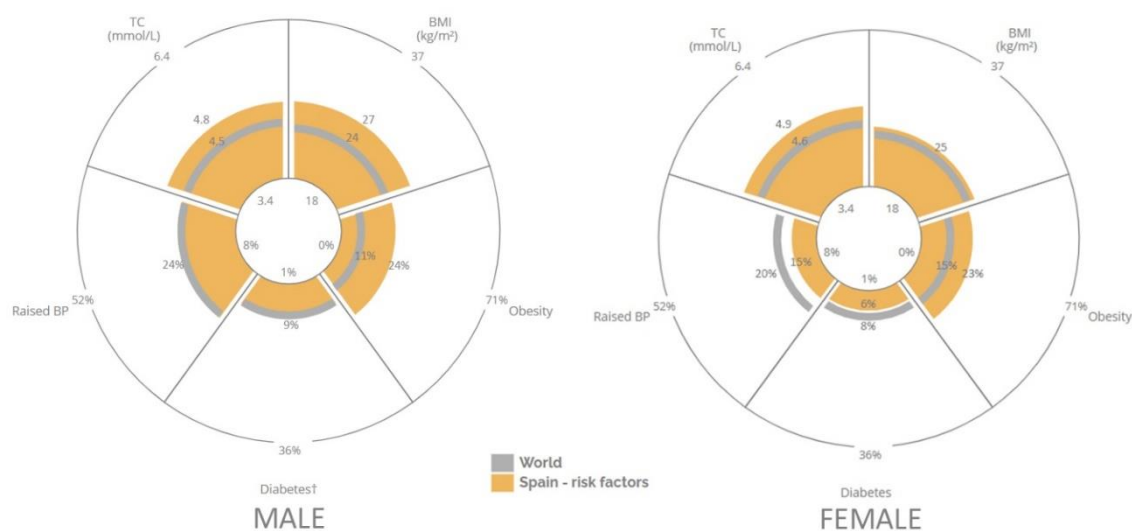 TC
(mmol/L)
6.4
BMI
(kg/m²)
37
4.8
4.5
27
24
3.4
18
8%
0%
1%
24%
11%
24%
9%
52%
Raised BP
71%
Obesity
36%
Diabetes†
MALE
World
Spain - risk factors
TC
(mmol/L)
6.4
BMI
(kg/m²)
37
4.9
4.6
25
3.4
18
8%
0%
1%
20%
15%
15%
23%
6%
8%
52%
Raised BP
71%
Obesity
36%
Diabetes
FEMALE